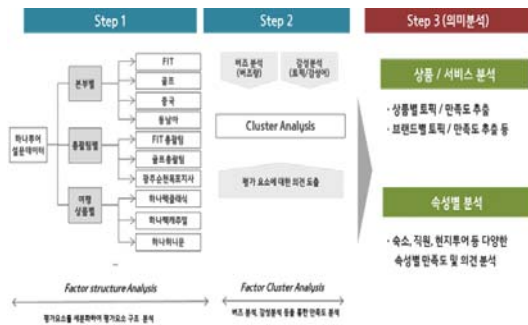 Step 1
Step 2
Step 3 (의미분석)
하나투어
설문데이터
본부별
총괄팀별
여행
상품별
FIT
골프
중국
동남아
FIT 총괄팀
골프총괄팀
광주순천목포지사
하나팩클래식
하나팩캐주얼
하나허니문
...
버즈 분석
(버즈량)
감성분석
(토픽/감성어)
Cluster Analysis
평가 요소에 대한 의견 도출
상품 / 서비스 분석
· 상품별 토픽 / 만족도 추출
· 브랜드별 토픽 / 만족도 추출 등
속성별 분석
· 숙소, 직원, 현지투어 등 다양한
속성별 만족도 및 의견 분석
Factor structure Analysis
평가요소를 세분화하여 평가요소 구조 분석
Factor Cluster Analysis
버즈 분석, 감성분석 등을 통한 만족도 분석